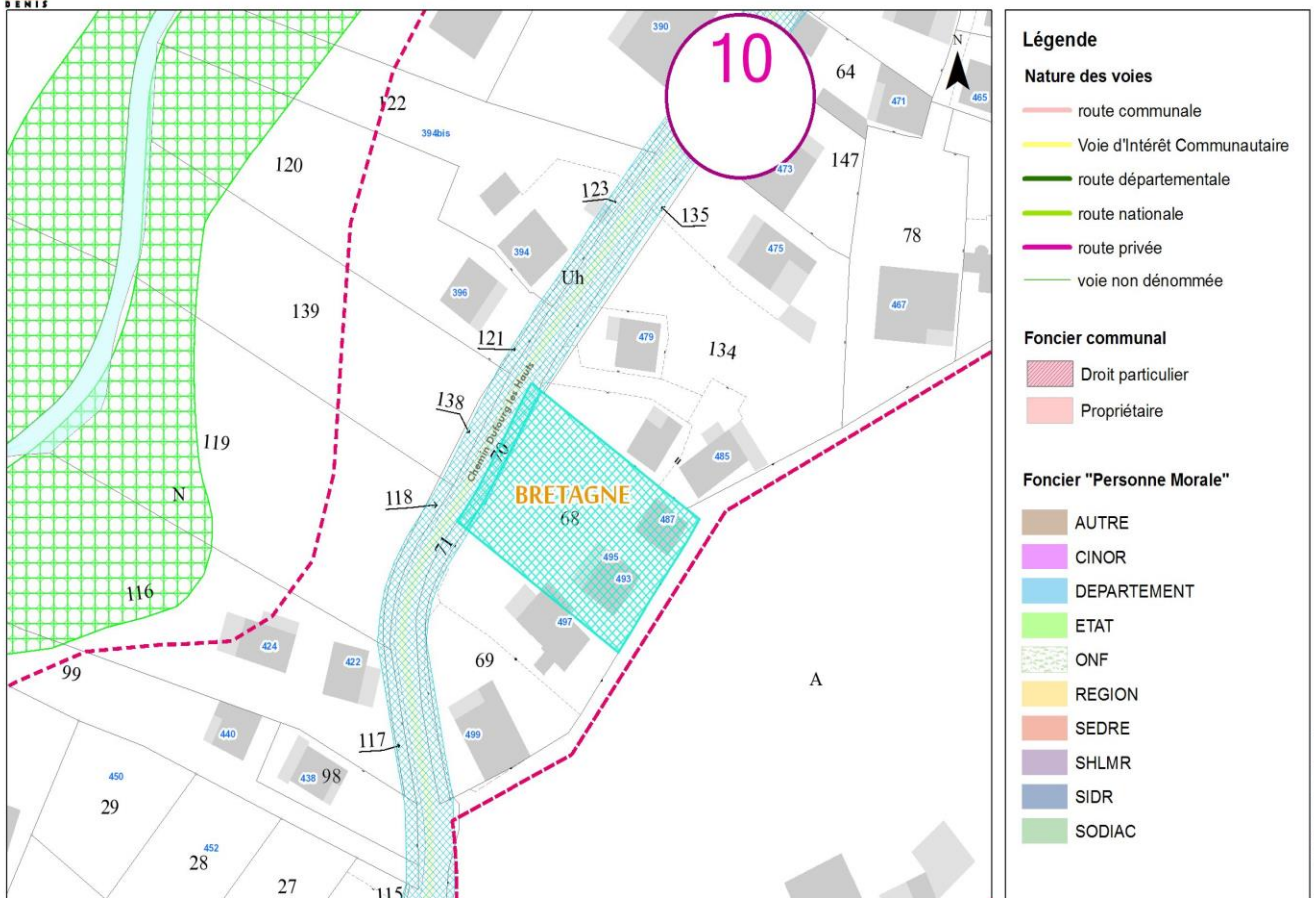 DENIS
390
10
N
64
471
465
122
394bis
120
473
147
123
135
78
394
475
Uh
396
467
139
121
479
134
Chemin Dufourg les Hauts
138
70
119
485
N
118
BRETAGNE
68
487
71
495
493
116
497
424
422
69
99
A
440
499
117
438
98
450
29
452
28
27
115
Légende
Nature des voies
route communale
Voie d'Intérêt Communautaire
route départementale
route nationale
route privée
voie non dénommée
Foncier communal
Droit particulier
Propriétaire
Foncier "Personne Morale"
AUTRE
CINOR
DEPARTEMENT
ETAT
ONF
REGION
SEDRE
SHLMR
SIDR
SODIAC